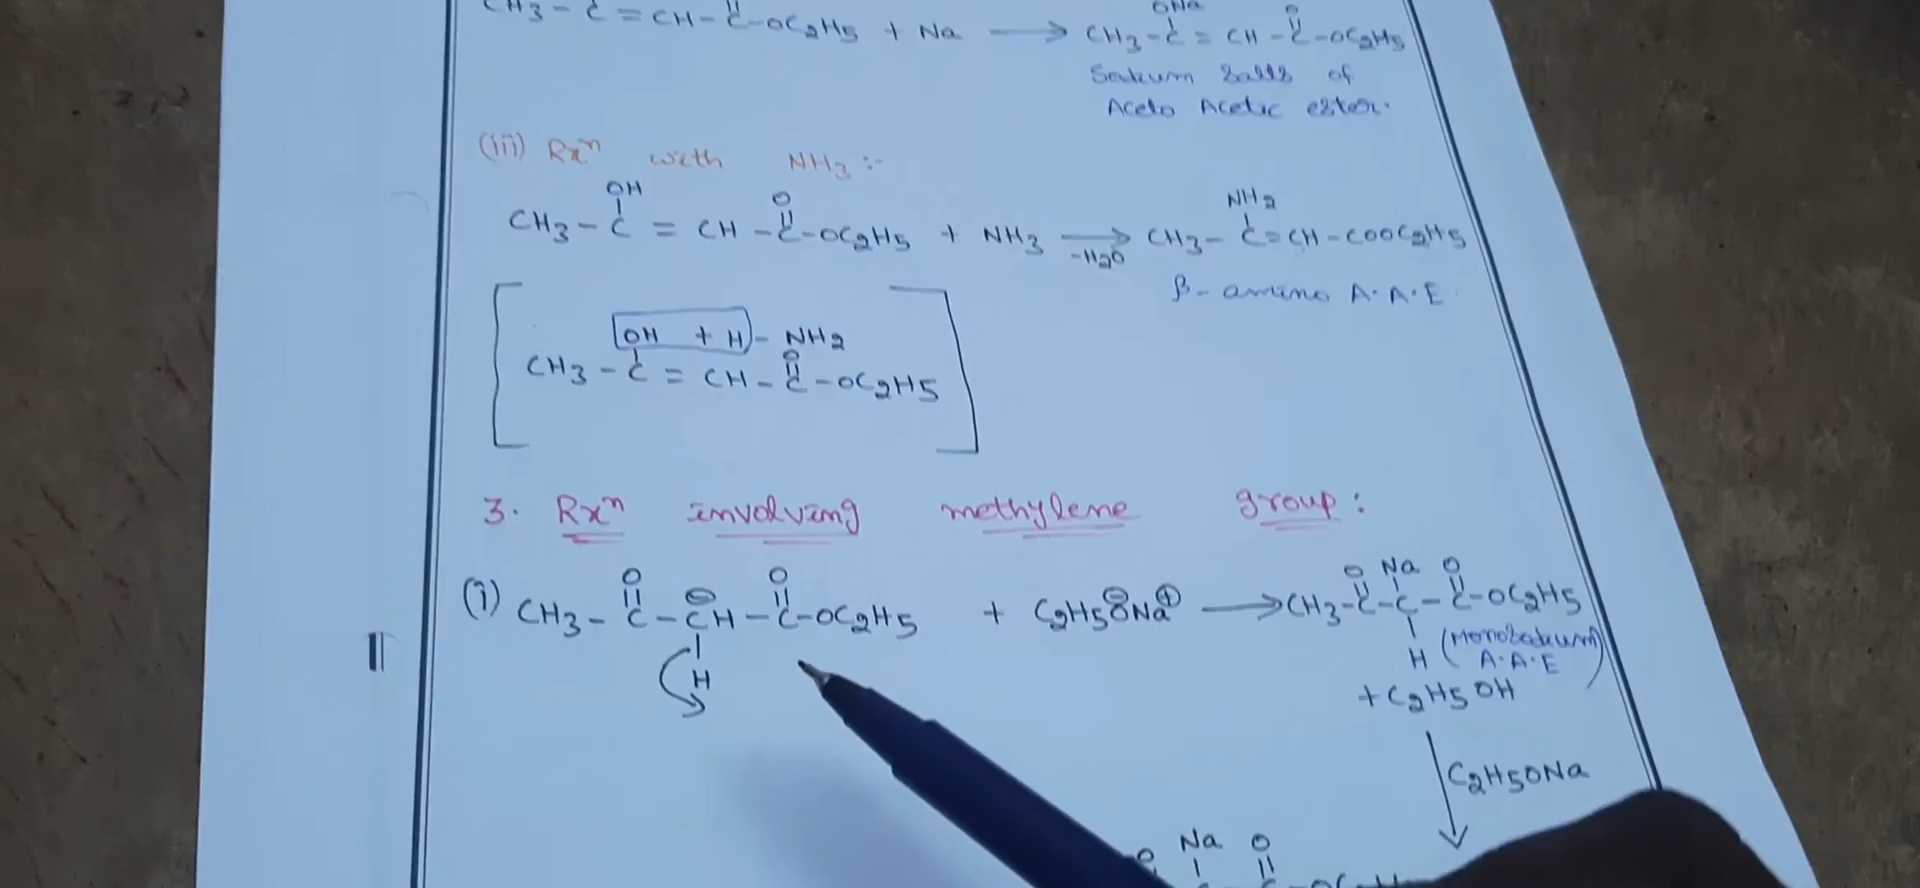 ONa
O
CH3 - C = CH - C - OC2H5 + Na ⟶ CH3 - C = CH - C - OC2H5
Sodium Salts of
Aceto Acetic ester.
(iii) Rxn with NH3 :-
OH O NH2
CH3 - C = CH - C - OC2H5 + NH3 ⟶ CH3 - C = CH - COOC2H5
-H2O
β - amino A.A.E.
OH + H - NH2
O
CH3 - C = CH - C - OC2H5
3. Rxn involving methylene group :
O ⊖ O O Na O
(i) CH3 - C - CH - C - OC2H5 + C2H5O⊖Na⊕ ⟶ CH3 - C - C - C - OC2H5
H H (Monosodium
A.A.E)
+ C2H5OH
C2H5ONa
O Na O